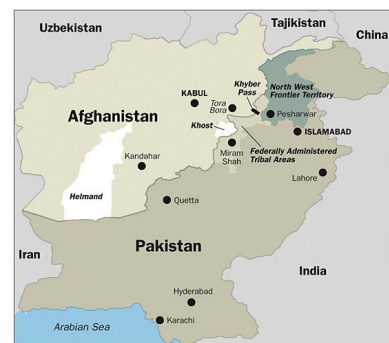 Uzbekistan
Tajikistan
China
Khyber
Pass
North West
Frontier Territory
KABUL
Tora
Bora
Pesharwar
Afghanistan
ISLAMABAD
Khost
Miram
Shah
Federally Administered
Tribal Areas
Kandahar
Lahore
Helmand
Quetta
Pakistan
Iran
India
Hyderabad
Karachi
Arabian Sea